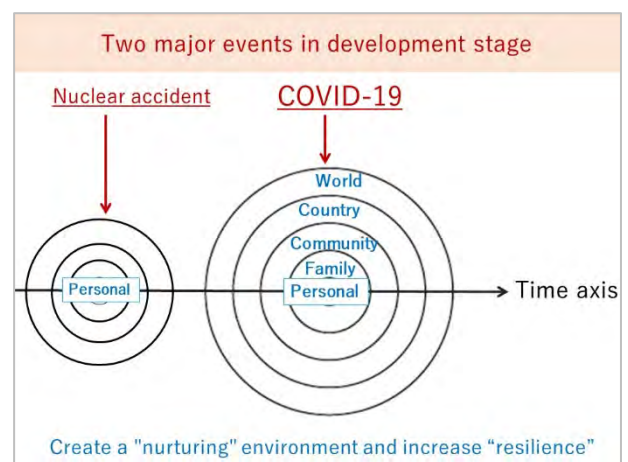 Two major events in development stage
Nuclear accident
COVID-19
World
Country
Community
Family
Personal
Personal
Time axis
Create a "nurturing" environment and increase “resilience”